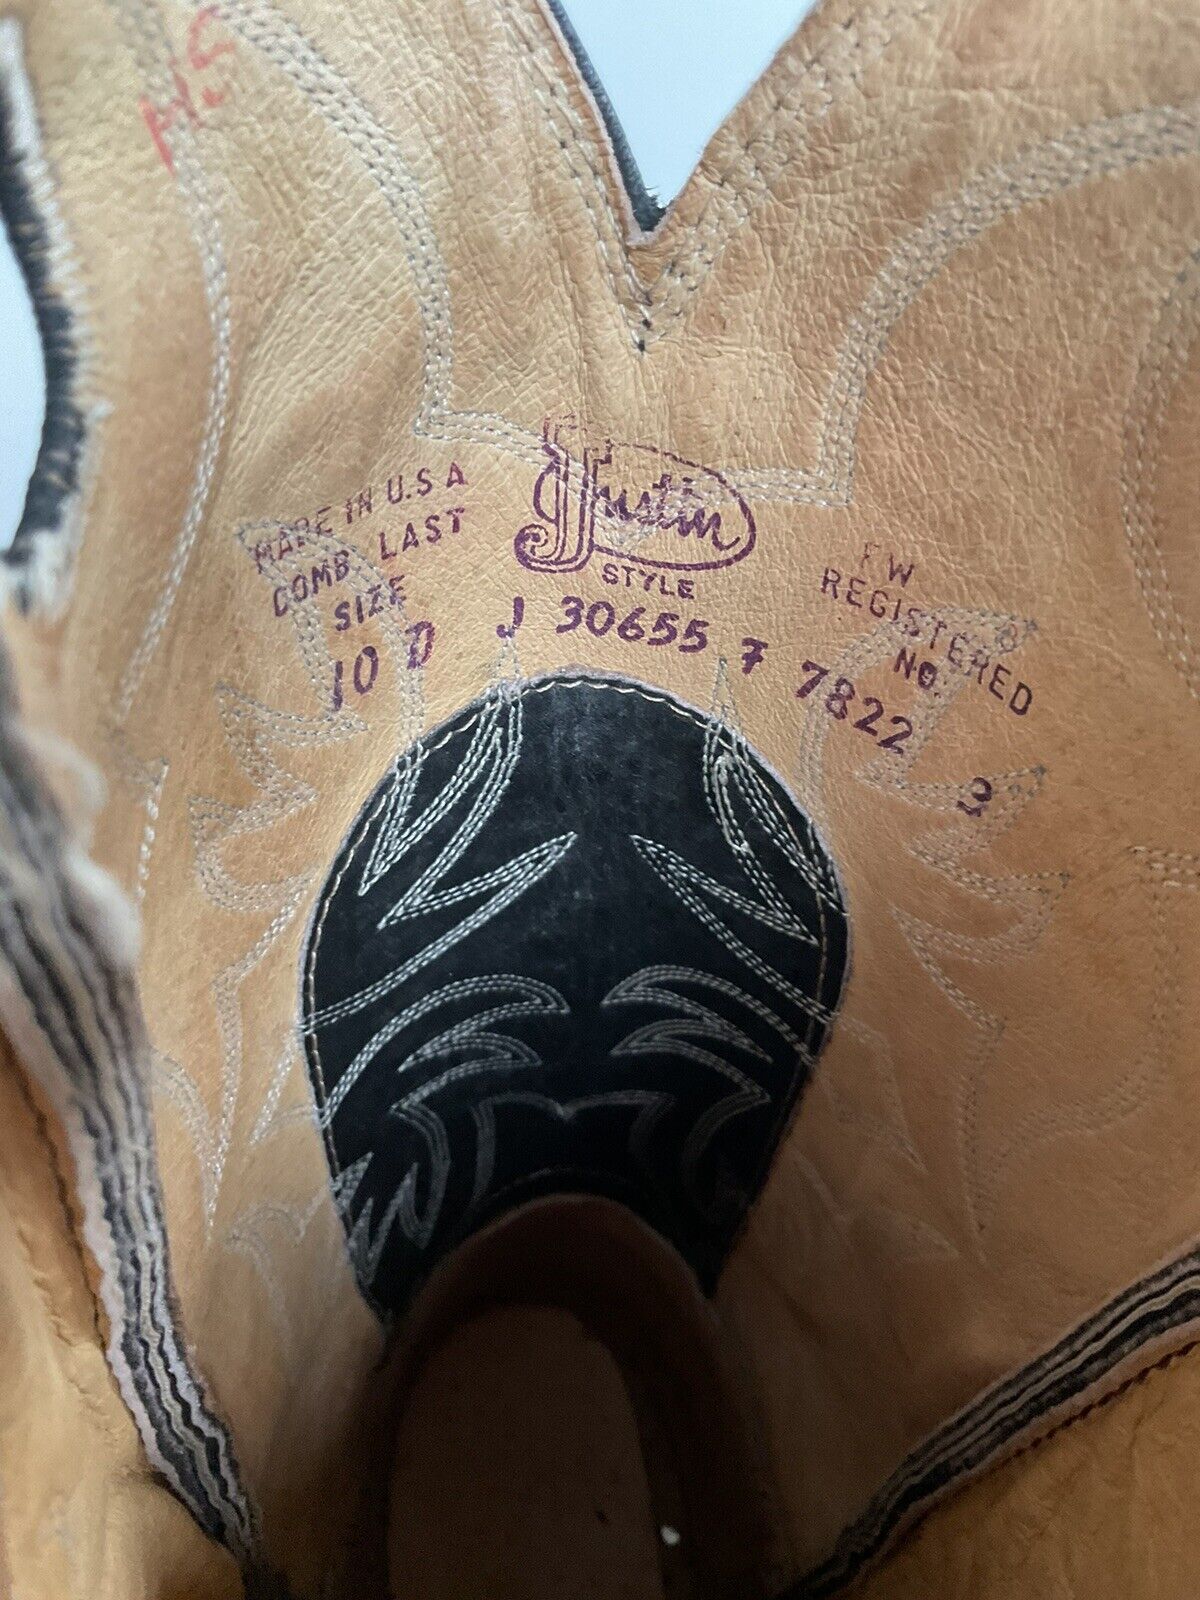 H.G
MADE IN U.S A
COMB. LAST
SIZE
10 D
Justin
STYLE
J 30655 7
FW
REGISTERED
NO.
7822
3